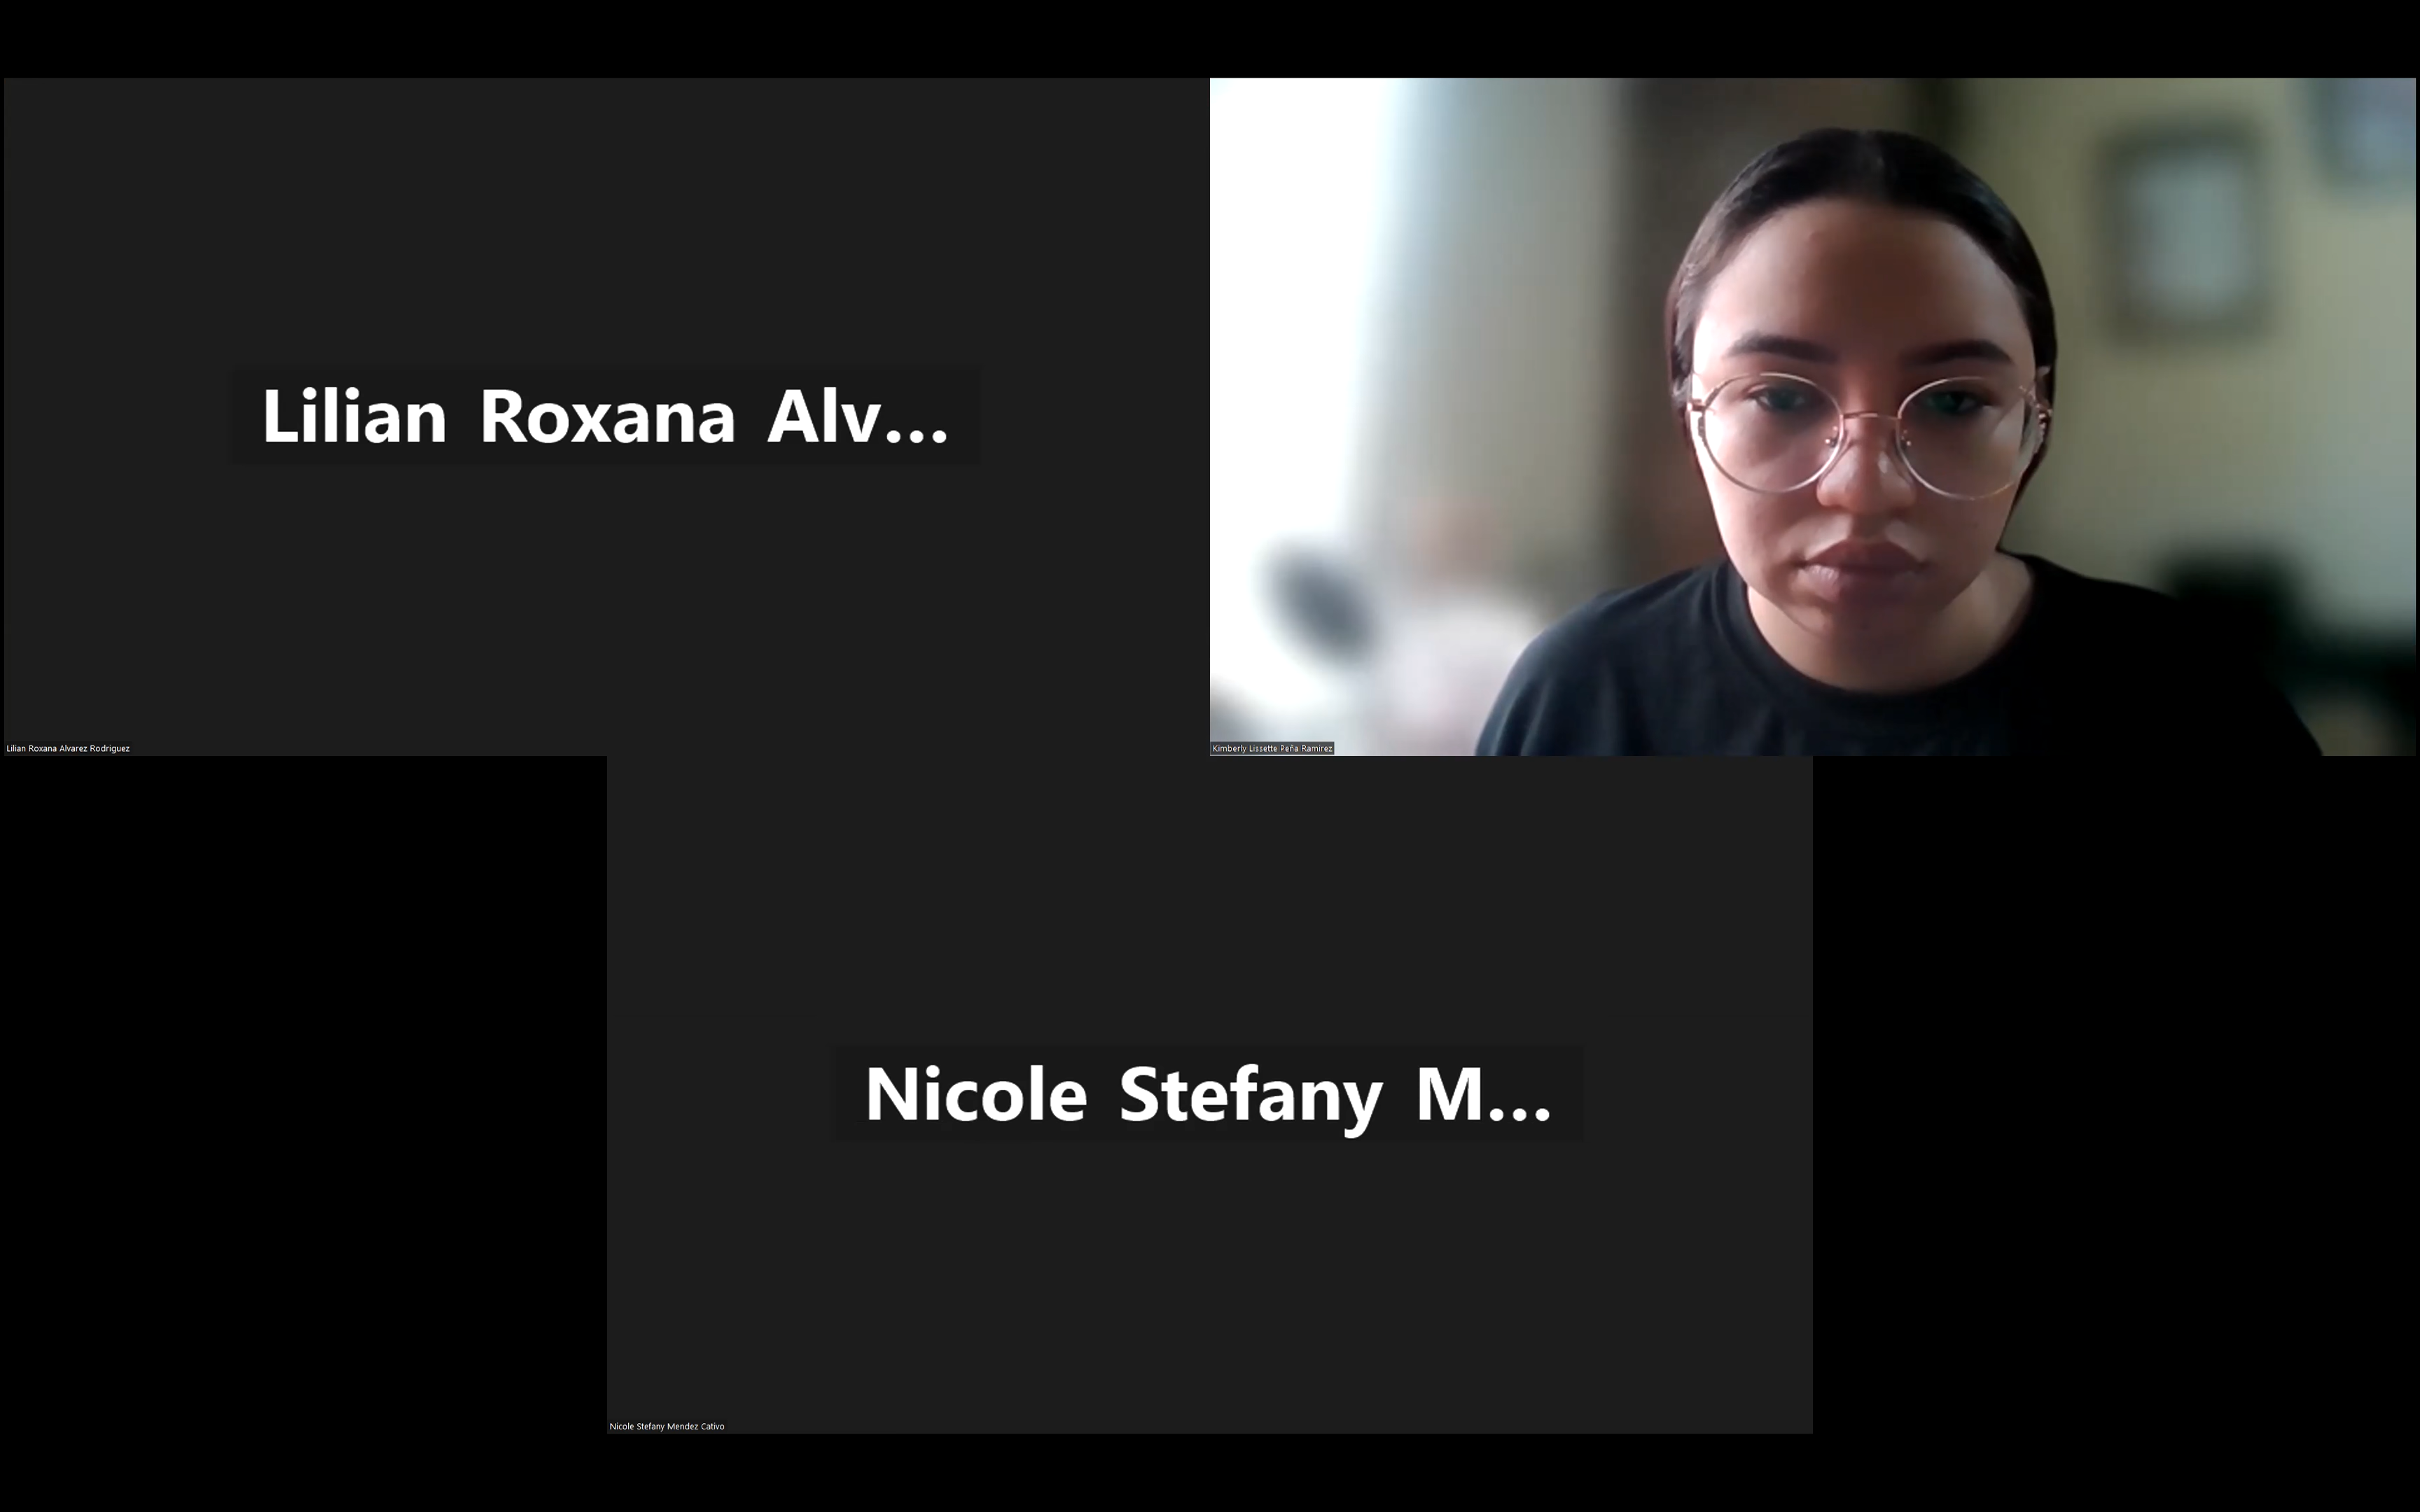 Lilian Roxana Alv...
Lilian Roxana Alvarez Rodriguez
Kimberly Lissette Peña Ramirez
Nicole Stefany M...
Nicole Stefany Mendez Cativo